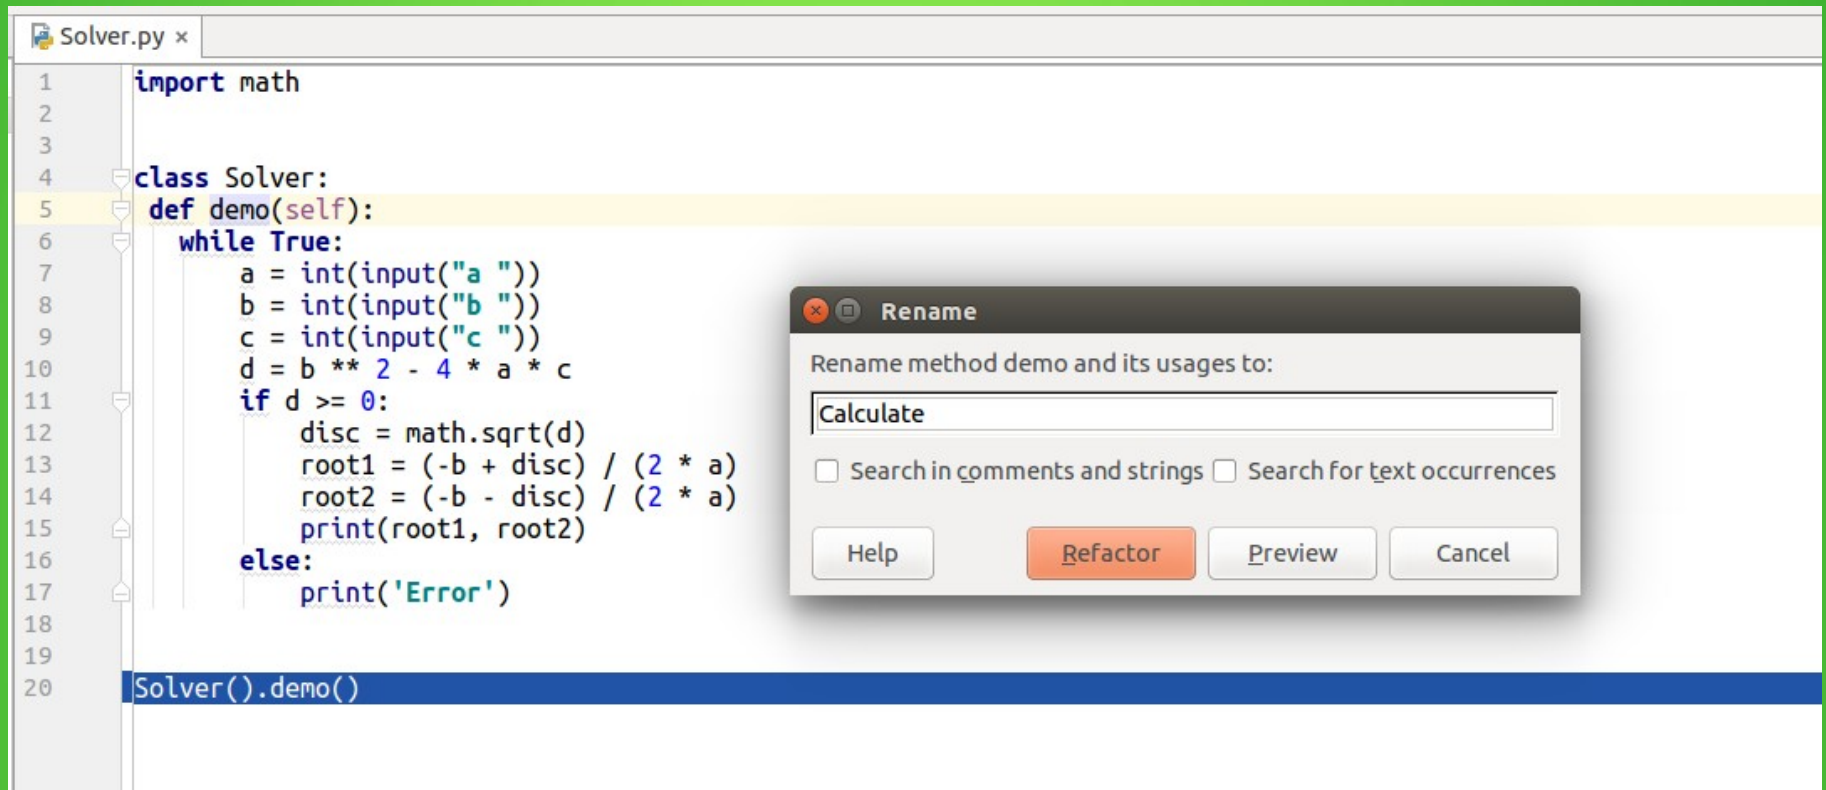 Solver.py ×
1 import math
2
3
4 class Solver:
5 def demo(self):
6 while True:
7 a = int(input("a "))
8 b = int(input("b "))
9 c = int(input("c "))
10 d = b ** 2 - 4 * a * c
11 if d >= 0:
12 disc = math.sqrt(d)
13 root1 = (-b + disc) / (2 * a)
14 root2 = (-b - disc) / (2 * a)
15 print(root1, root2)
16 else:
17 print('Error')
18
19
20 Solver().demo()
Rename
Rename method demo and its usages to:
Calculate
Search in comments and strings Search for text occurrences
Help Refactor Preview Cancel